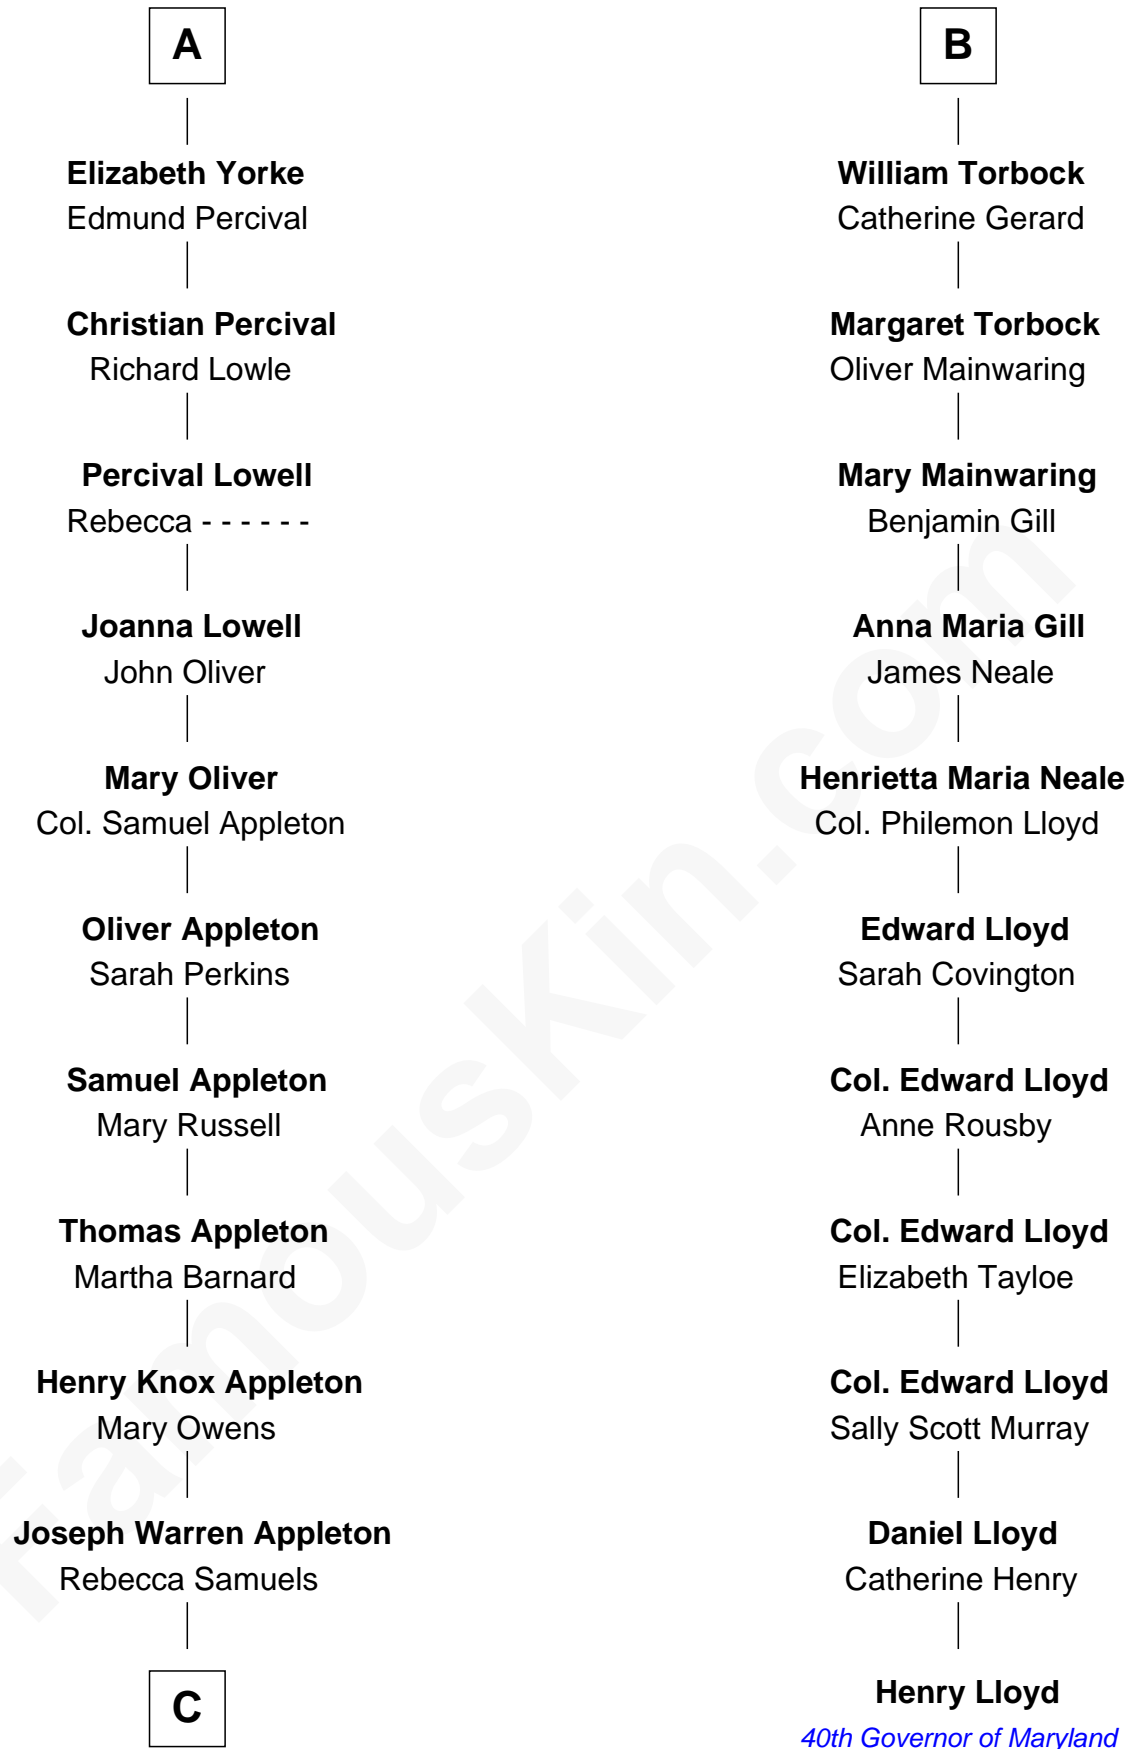 A
Elizabeth Yorke
Edmund Percival
Christian Percival
Richard Lowle
Percival Lowell
Rebecca - - - - - -
Joanna Lowell
John Oliver
Mary Oliver
Col. Samuel Appleton
Oliver Appleton
Sarah Perkins
Samuel Appleton
Mary Russell
Thomas Appleton
Martha Barnard
Henry Knox Appleton
Mary Owens
Joseph Warren Appleton
Rebecca Samuels
C
B
William Torbock
Catherine Gerard
Margaret Torbock
Oliver Mainwaring
Mary Mainwaring
Benjamin Gill
Anna Maria Gill
James Neale
Henrietta Maria Neale
Col. Philemon Lloyd
Edward Lloyd
Sarah Covington
Col. Edward Lloyd
Anne Rousby
Col. Edward Lloyd
Elizabeth Tayloe
Col. Edward Lloyd
Sally Scott Murray
Daniel Lloyd
Catherine Henry
Henry Lloyd
40th Governor of Maryland
FamousKin.com